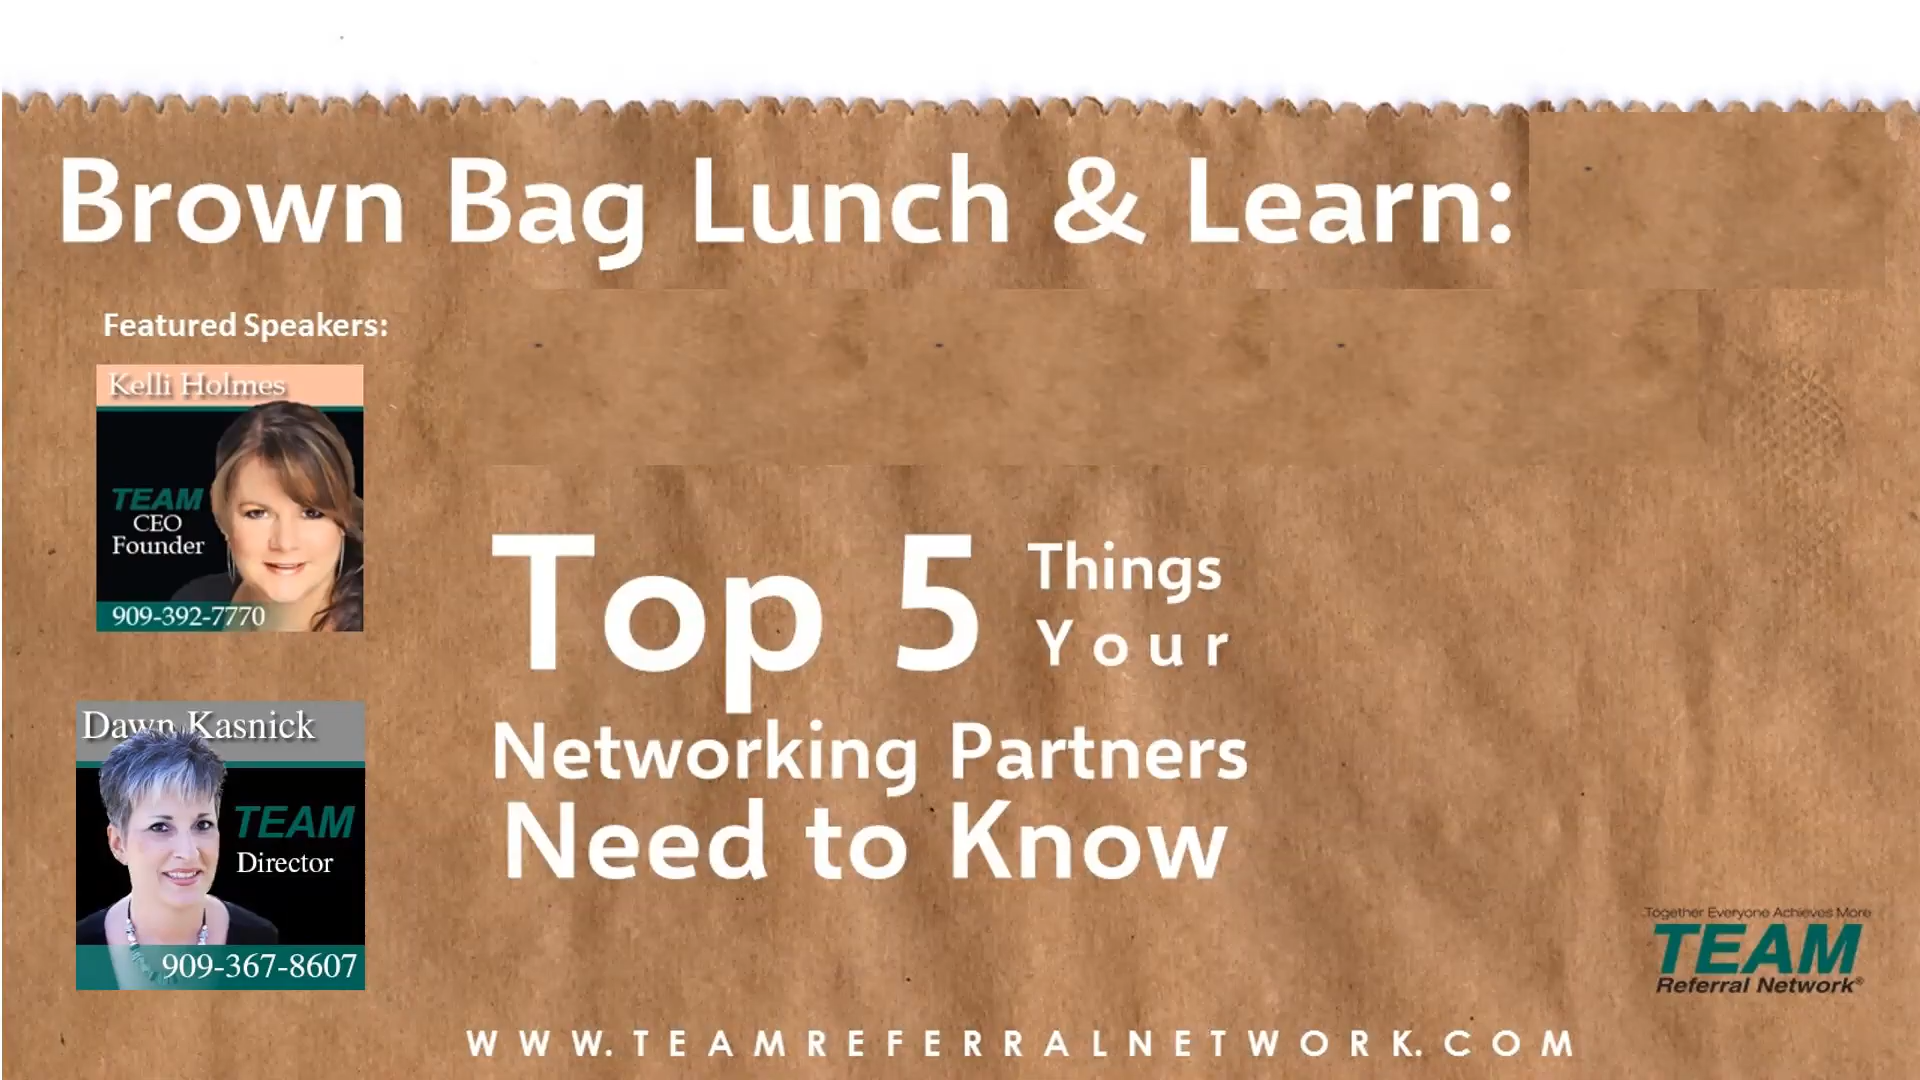 Brown Bag Lunch & Learn:
Featured Speakers:
Kelli Holmes
TEAM
CEO
Founder
909-392-7770
Top 5 Things
Your
Networking Partners
Need to Know
Dawn Kasnick
TEAM
Director
909-367-8607
Together Everyone Achieves More
TEAM
Referral Network®
WWW.TEAMREFERRALNETWORK.COM